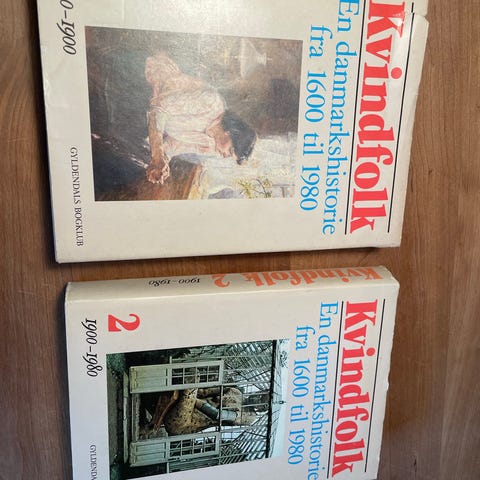 Kvindfolk
En danmarkshistorie
fra 1600 til 1980
0-1900
GYLDENDALS BOGKLUB
Kvindfolk 2
1900-1980
Kvindfolk
En danmarkshistorie
fra 1600 til 1980
2
1900-1980
GYLDENDA